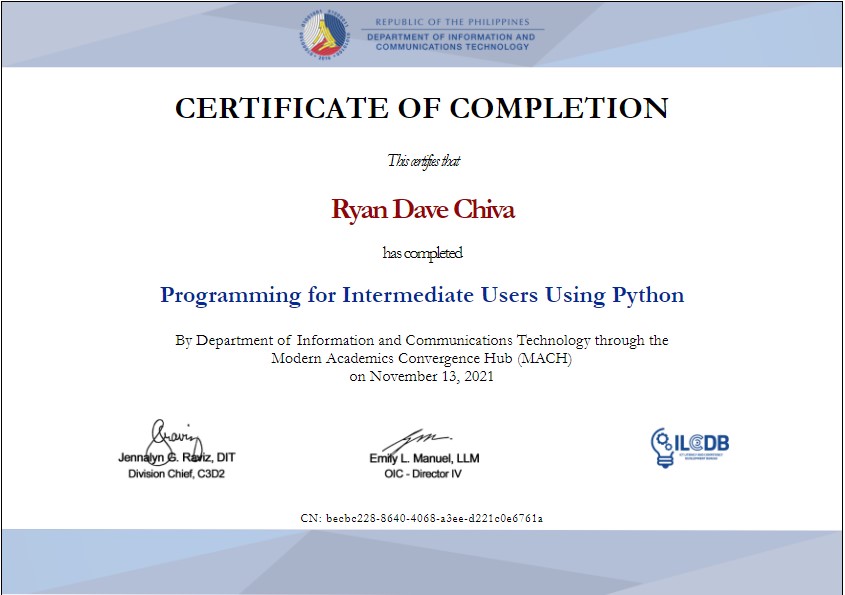 REPUBLIC OF THE PHILIPPINES
DEPARTMENT OF INFORMATION AND
COMMUNICATIONS TECHNOLOGY
CERTIFICATE OF COMPLETION
This certifies that
Ryan Dave Chiva
has completed
Programming for Intermediate Users Using Python
By Department of Information and Communications Technology through the
Modern Academics Convergence Hub (MACH)
on November 13, 2021
Jennalyn G. Raviz, DIT
Division Chief, C3D2
Emily L. Manuel, LLM
OIC - Director IV
ILCDB
CN: becbc228-8640-4068-a3ee-d221c0e6761a